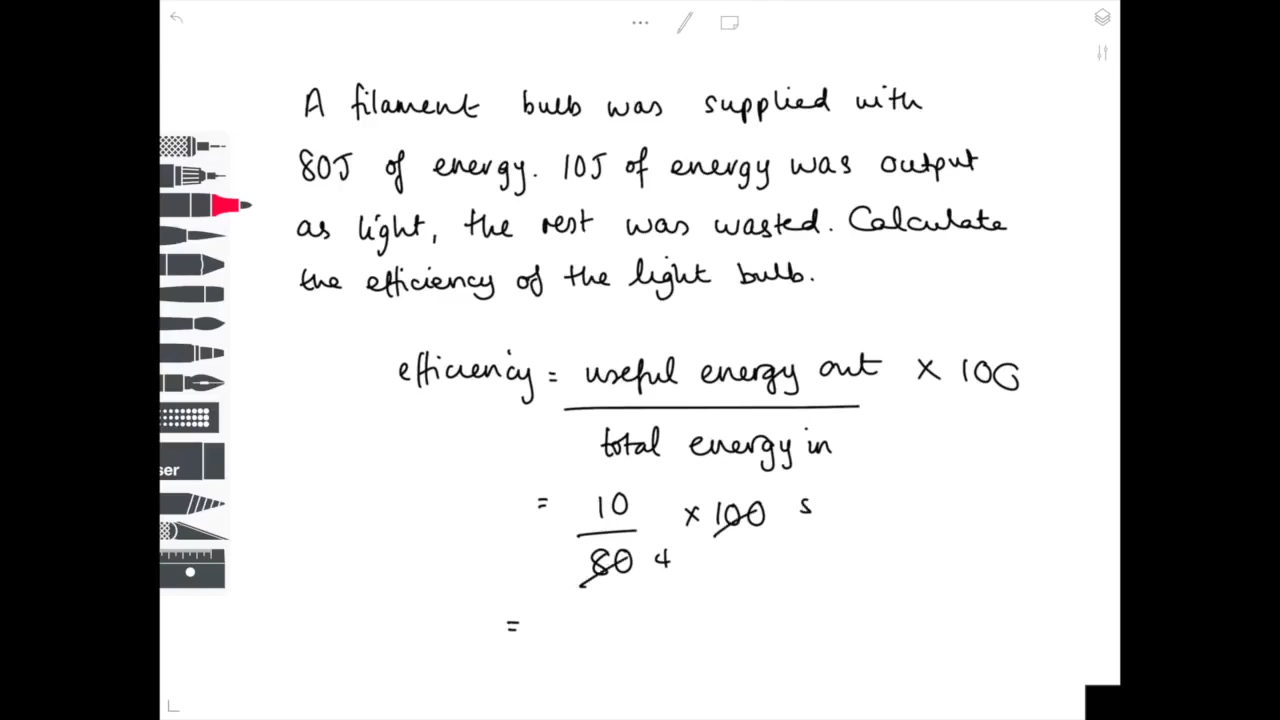 A filament bulb was supplied with
80J of energy. 10J of energy was output
as light, the rest was wasted. Calculate
the efficiency of the light bulb.
efficiency = useful energy out × 100
total energy in
= 10 × 100 5
80 4
=
ser